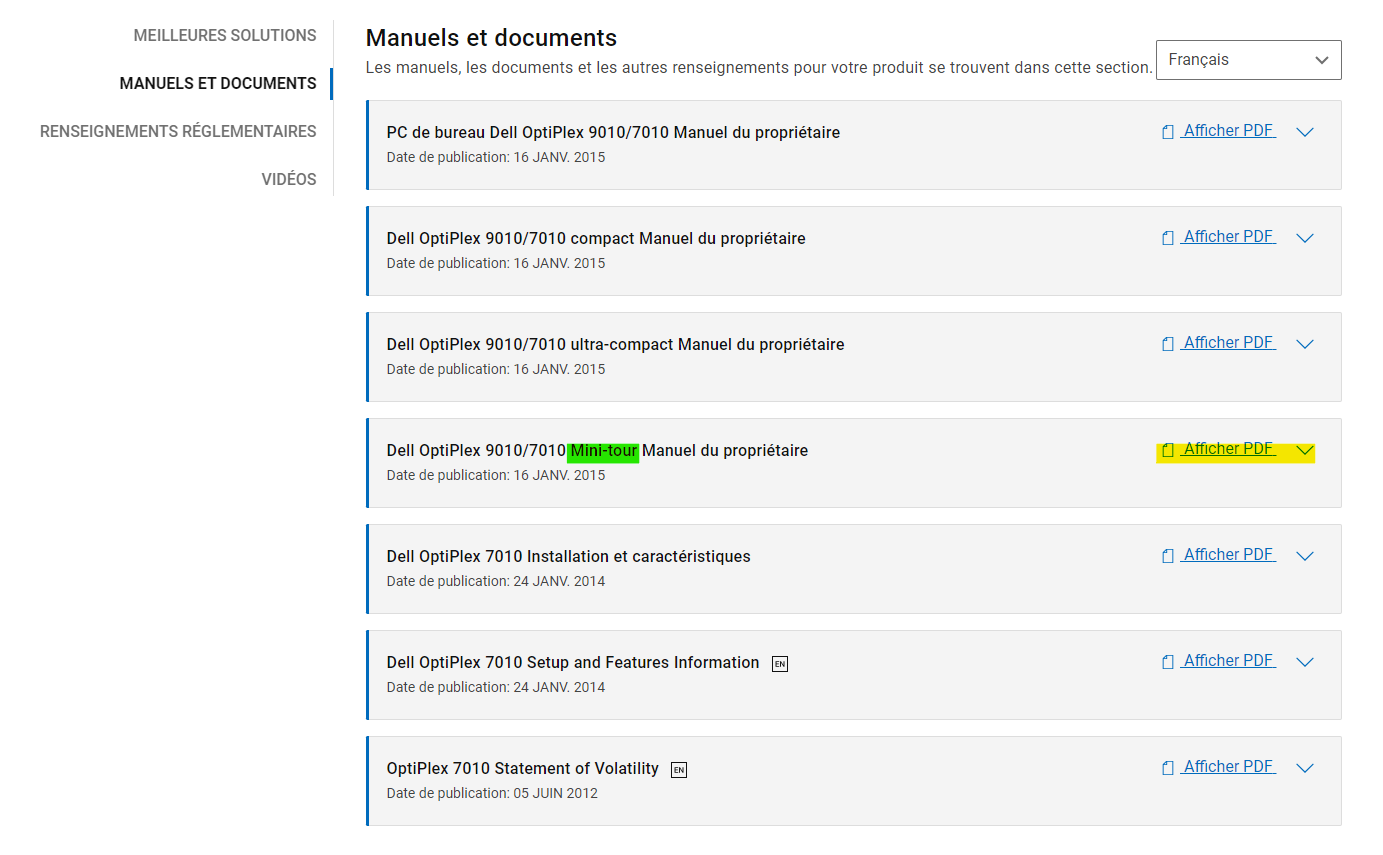 MEILLEURES SOLUTIONS
MANUELS ET DOCUMENTS
RENSEIGNEMENTS RÉGLEMENTAIRES
VIDÉOS
Manuels et documents
Les manuels, les documents et les autres renseignements pour votre produit se trouvent dans cette section.
Français
PC de bureau Dell OptiPlex 9010/7010 Manuel du propriétaire
Afficher PDF
Date de publication: 16 JANV. 2015
Dell OptiPlex 9010/7010 compact Manuel du propriétaire
Afficher PDF
Date de publication: 16 JANV. 2015
Dell OptiPlex 9010/7010 ultra-compact Manuel du propriétaire
Afficher PDF
Date de publication: 16 JANV. 2015
Dell OptiPlex 9010/7010 Mini-tour Manuel du propriétaire
Afficher PDF
Date de publication: 16 JANV. 2015
Dell OptiPlex 7010 Installation et caractéristiques
Afficher PDF
Date de publication: 24 JANV. 2014
Dell OptiPlex 7010 Setup and Features Information EN
Afficher PDF
Date de publication: 24 JANV. 2014
OptiPlex 7010 Statement of Volatility EN
Afficher PDF
Date de publication: 05 JUIN 2012